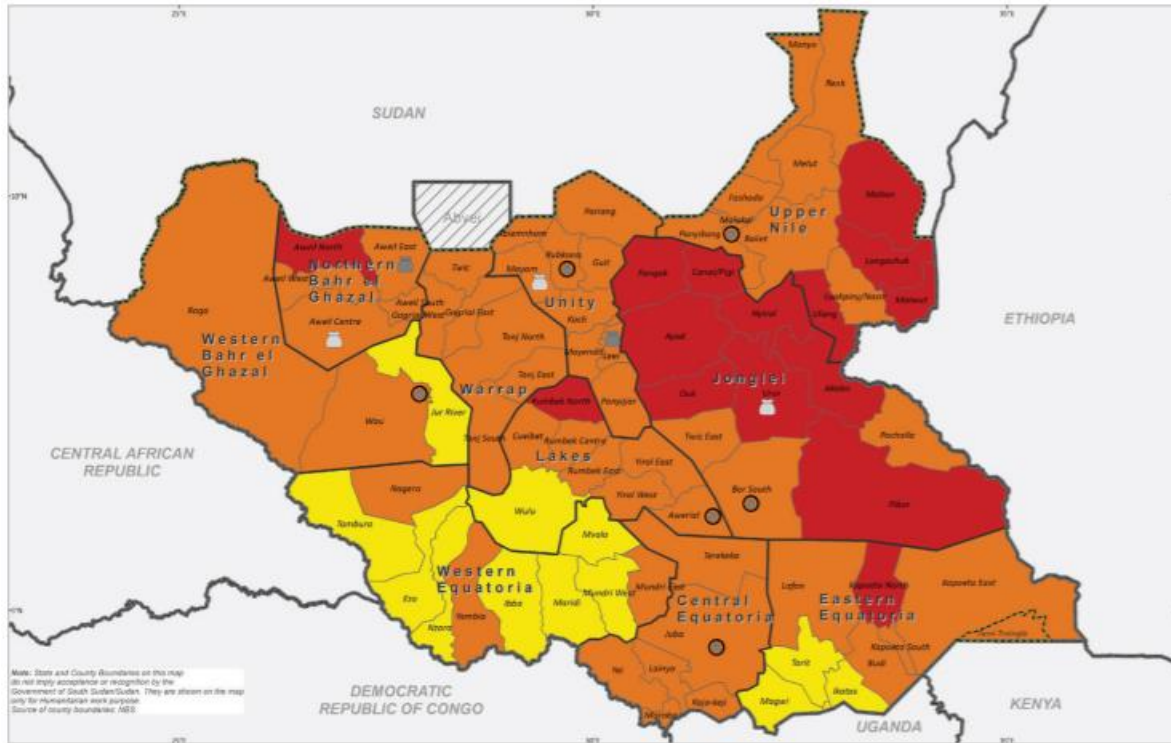 25°E
30°E
35°E
SUDAN
Manyo
Renk
10°N
Melut
Fashoda
Maban
Abyei
Upper
Nile
Pariang
Malakal
Panyikang
Baliet
Aweil North
Aweil East
Northern
Bahr el
Ghazal
Aweil West
Abiemnhom
Rubkona
Mayom
Guit
Twic
Unity
Fangak
Canal/Pigi
Longochuk
Maiwut
Luakping/Nasir
Ulang
Nyirol
ETHIOPIA
Raga
Aweil South
Gogrial West
Gogrial East
Aweil Centre
Koch
Western
Bahr el
Ghazal
Tonj North
Mayendit
Leer
Ayod
Jonglei
Warrap
Tonj East
Duk
Uror
Akobo
Wau
Jur River
Rumbek North
Panyijiar
Pochalla
CENTRAL AFRICAN
REPUBLIC
Tonj South
Cueibet
Rumbek Centre
Lakes
Rumbek East
Yirol East
Twic East
Nagero
Yirol West
Bor South
Pibor
Tambura
Wulu
Awerial
Mvolo
Terekeka
Western
Equatoria
Ezo
Ibba
Maridi
Mundri West
Mundri East
Lafon
Kapoeta North
Kapoeta East
Central
Equatoria
Eastern
Equatoria
Nzara
Yambio
Juba
Kapoeta South
Torit
Budi
Yei
Lainya
Ikotos
Magwi
Morobo
Kajo-keji
Note: State and County Boundaries on this map
do not imply acceptance or recognition by the
Government of South Sudan/Sudan. They are shown on the map
only for Humanitarian work purpose.
Source of county boundaries: NBS
DEMOCRATIC
REPUBLIC OF CONGO
UGANDA
KENYA
25°E
30°E